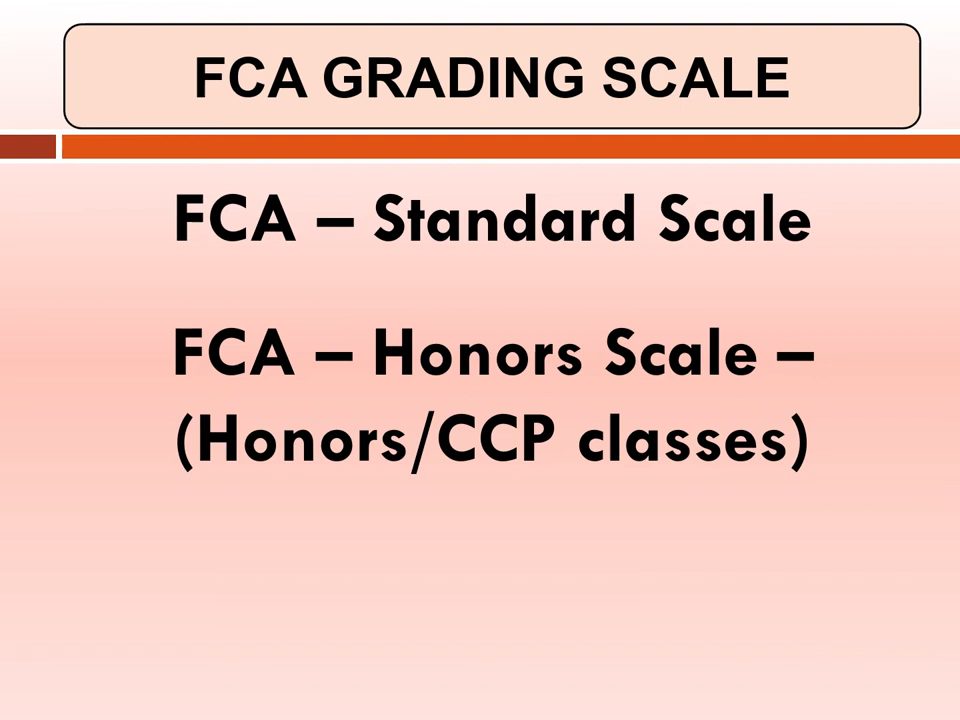 FCA GRADING SCALE
FCA – Standard Scale
FCA – Honors Scale –
(Honors/CCP classes)